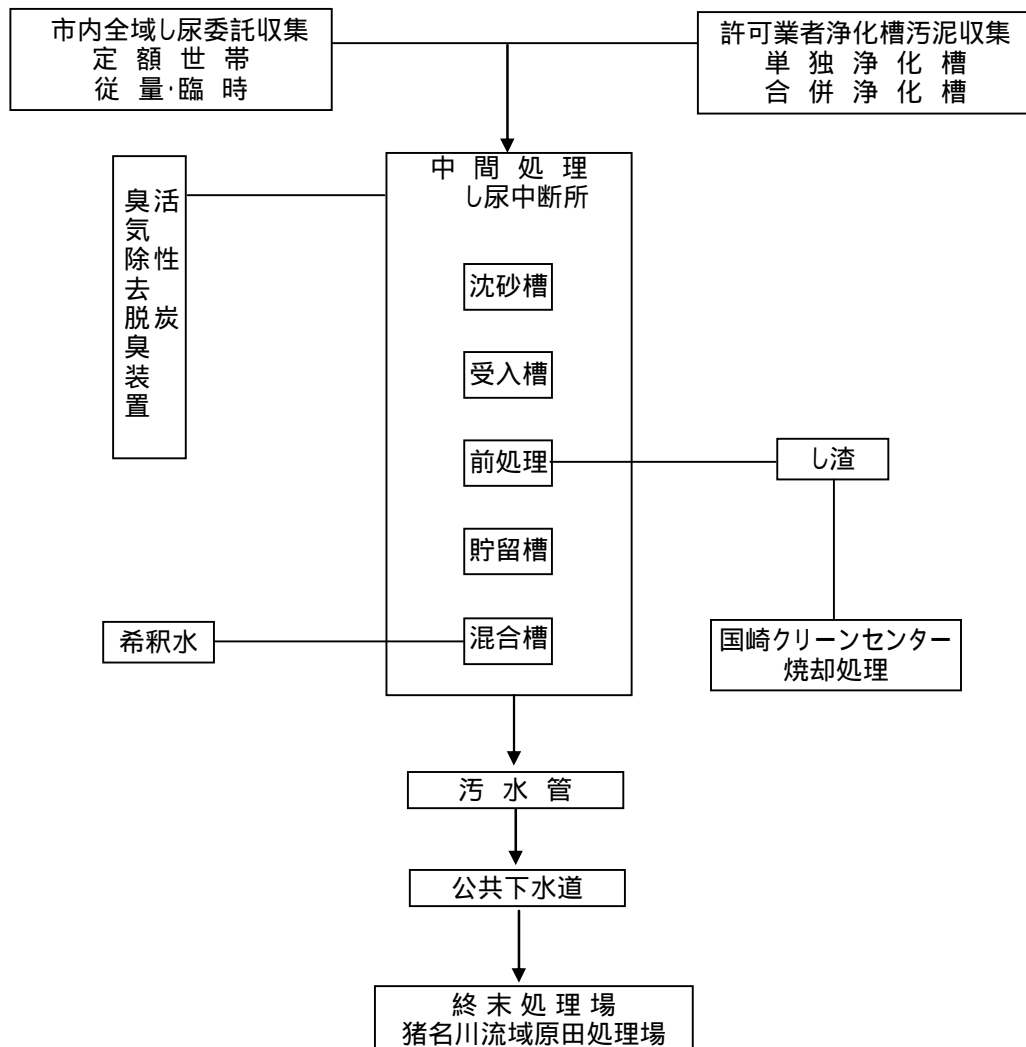 市内全域し尿委託収集
定額世帯
従量・臨時
許可業者浄化槽汚泥収集
単独浄化槽
合併浄化槽
中間処理
し尿中断所
活性炭
臭気除去脱臭装置
沈砂槽
受入槽
前処理
し渣
貯留槽
希釈水
混合槽
国崎クリーンセンター
焼却処理
汚水管
公共下水道
終末処理場
猪名川流域原田処理場